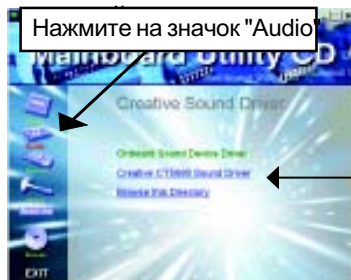 Нажмите на значок "Audio"
Mainboard Utility CD
Creative Sound Driver
Onboard Sound Device Driver
Creative CT5880 Sound Driver
Browse this Directory
EXIT